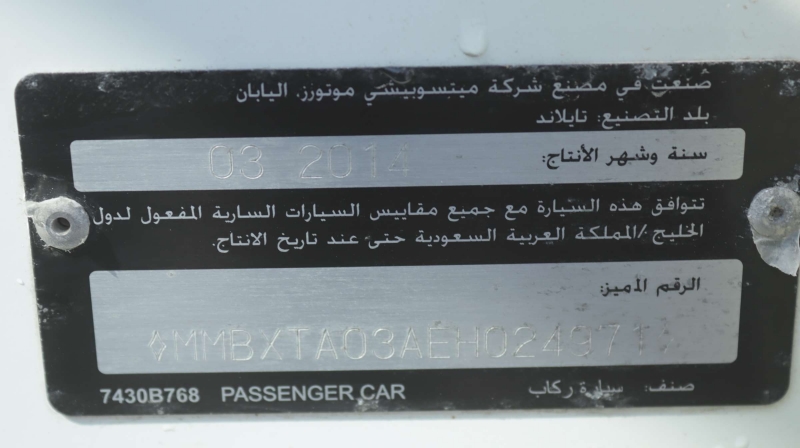 صنعت في مصنع شركة ميتسوبيشي موتورز. اليابان
بلد التصنيع: تايلاند
سنة وشهر الأنتاج: 03 2014
تتوافق هذه السيارة مع جميع مقاييس السيارات السارية المفعول لدول
الخليج /المملكة العربية السعودية حتى عند تاريخ الانتاج.
الرقم المميز:
7430B768 PASSENGER CAR صنف: سيارة ركاب